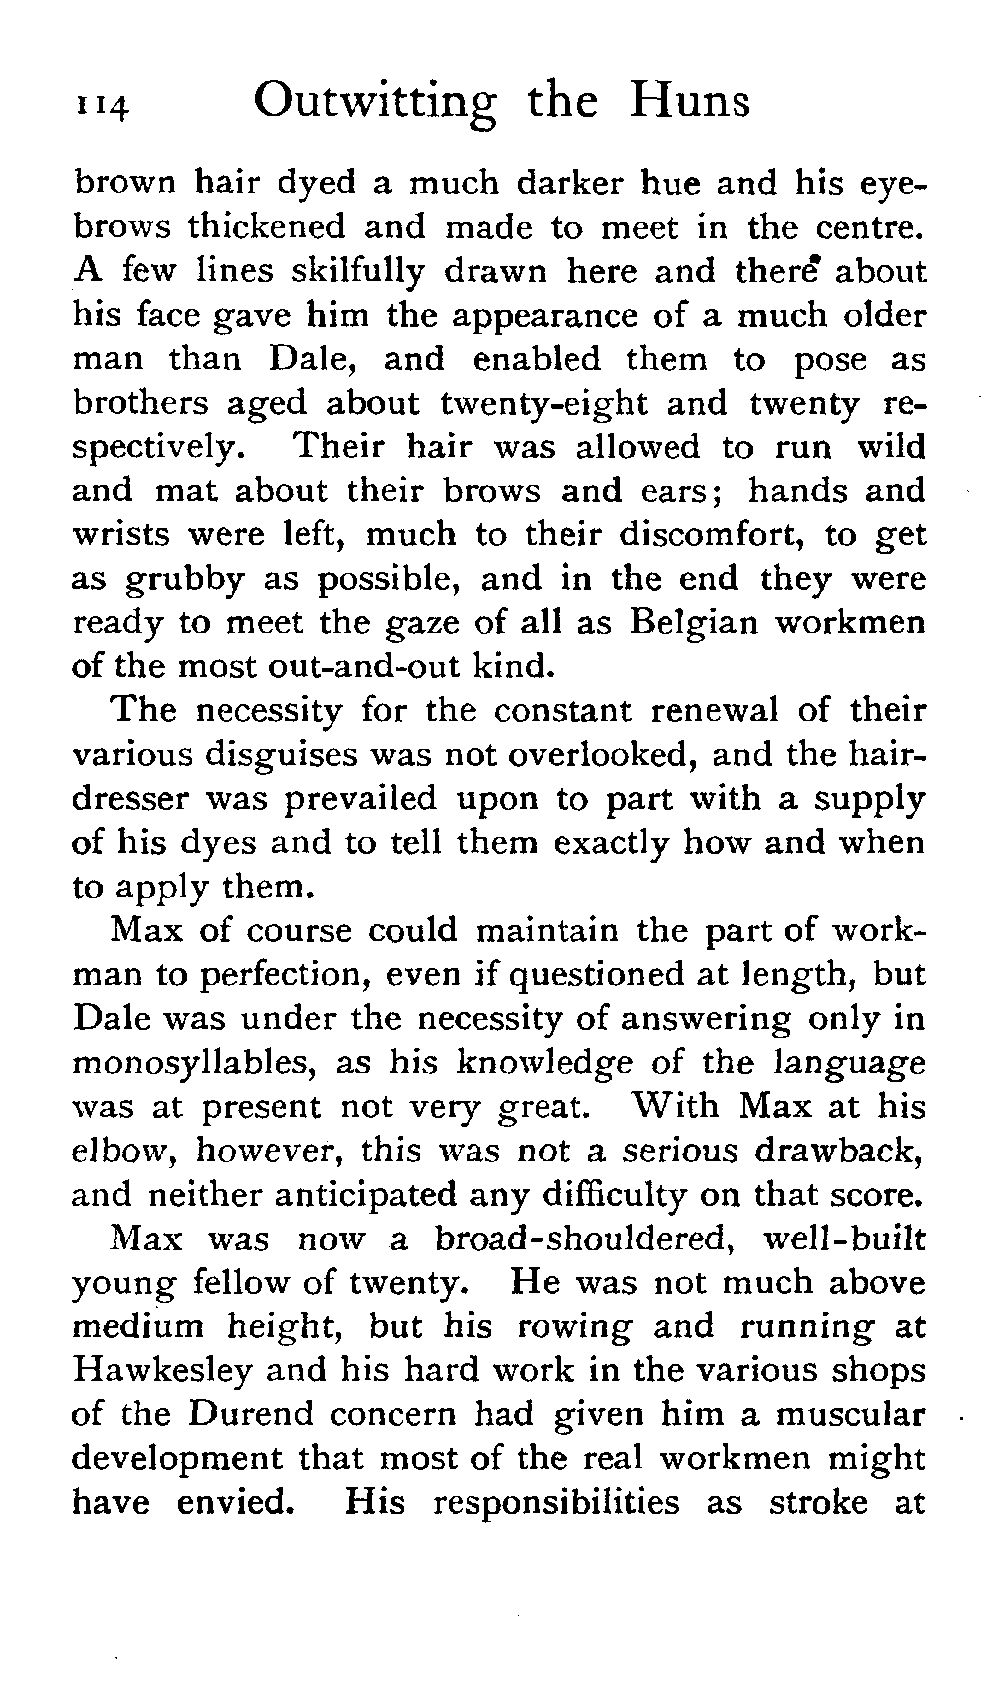 114 Outwitting the Huns
brown hair dyed a much darker hue and his eye-
brows thickened and made to meet in the centre.
A few lines skilfully drawn here and there about
his face gave him the appearance of a much older
man than Dale, and enabled them to pose as
brothers aged about twenty-eight and twenty re-
spectively. Their hair was allowed to run wild
and mat about their brows and ears; hands and
wrists were left, much to their discomfort, to get
as grubby as possible, and in the end they were
ready to meet the gaze of all as Belgian workmen
of the most out-and-out kind.
The necessity for the constant renewal of their
various disguises was not overlooked, and the hair-
dresser was prevailed upon to part with a supply
of his dyes and to tell them exactly how and when
to apply them.
Max of course could maintain the part of work-
man to perfection, even if questioned at length, but
Dale was under the necessity of answering only in
monosyllables, as his knowledge of the language
was at present not very great. With Max at his
elbow, however, this was not a serious drawback,
and neither anticipated any difficulty on that score.
Max was now a broad-shouldered, well-built
young fellow of twenty. He was not much above
medium height, but his rowing and running at
Hawkesley and his hard work in the various shops
of the Durend concern had given him a muscular
development that most of the real workmen might
have envied. His responsibilities as stroke at